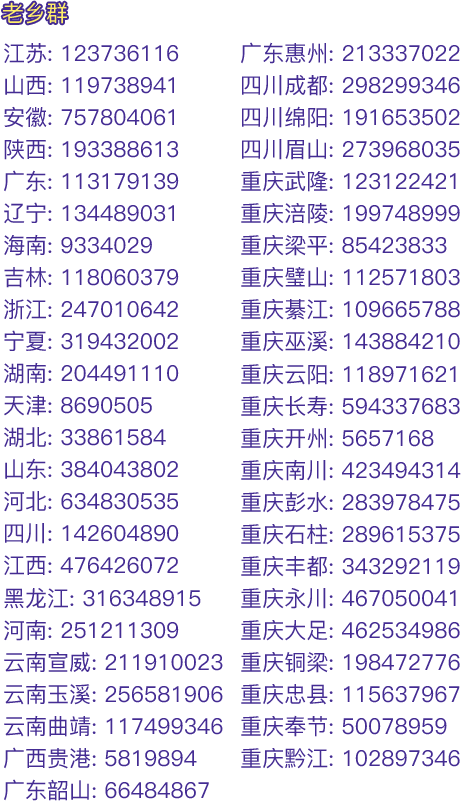 老乡群
江苏: 123736116
山西: 119738941
安徽: 757804061
陕西: 193388613
广东: 113179139
辽宁: 134489031
海南: 9334029
吉林: 118060379
浙江: 247010642
宁夏: 319432002
湖南: 204491110
天津: 8690505
湖北: 33861584
山东: 384043802
河北: 634830535
四川: 142604890
江西: 476426072
黑龙江: 316348915
河南: 251211309
云南宣威: 211910023
云南玉溪: 256581906
云南曲靖: 117499346
广西贵港: 5819894
广东韶山: 66484867
广东惠州: 213337022
四川成都: 298299346
四川绵阳: 191653502
四川眉山: 273968035
重庆武隆: 123122421
重庆涪陵: 199748999
重庆梁平: 85423833
重庆璧山: 112571803
重庆綦江: 109665788
重庆巫溪: 143884210
重庆云阳: 118971621
重庆长寿: 594337683
重庆开州: 5657168
重庆南川: 423494314
重庆彭水: 283978475
重庆石柱: 289615375
重庆丰都: 343292119
重庆永川: 467050041
重庆大足: 462534986
重庆铜梁: 198472776
重庆忠县: 115637967
重庆奉节: 50078959
重庆黔江: 102897346